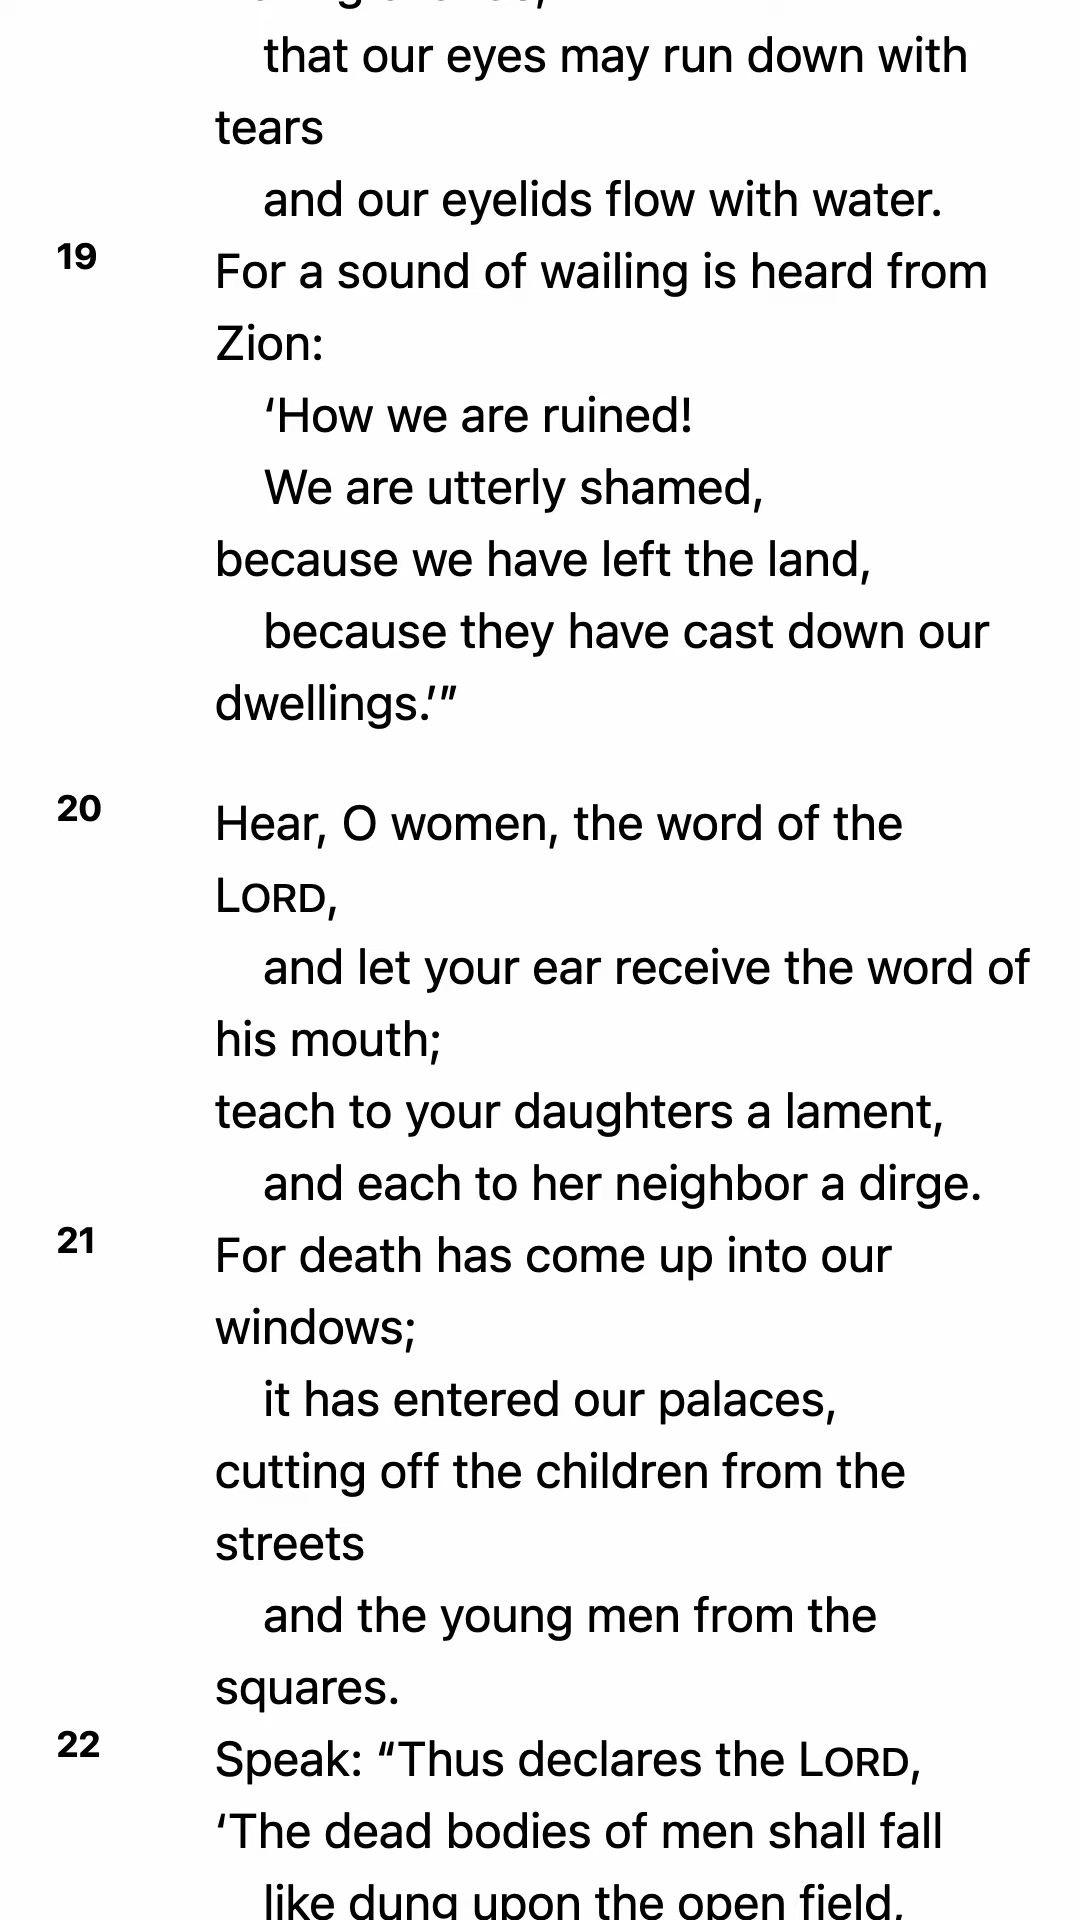 that our eyes may run down with
tears
and our eyelids flow with water.
19 For a sound of wailing is heard from
Zion:
‘How we are ruined!
We are utterly shamed,
because we have left the land,
because they have cast down our
dwellings.’”
20 Hear, O women, the word of the
LORD,
and let your ear receive the word of
his mouth;
teach to your daughters a lament,
and each to her neighbor a dirge.
21 For death has come up into our
windows;
it has entered our palaces,
cutting off the children from the
streets
and the young men from the
squares.
22 Speak: “Thus declares the LORD,
‘The dead bodies of men shall fall
like dung upon the open field,